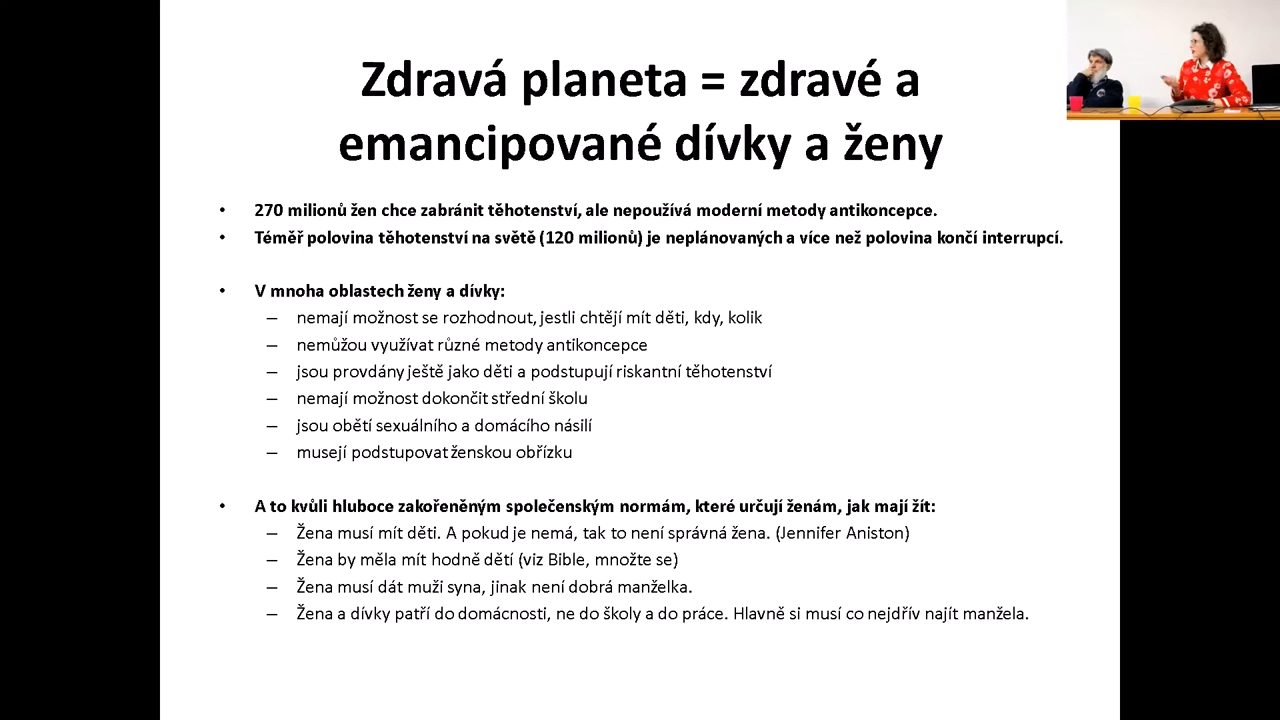 Zdravá planeta = zdravé a
emancipované dívky a ženy
• 270 milionů žen chce zabránit těhotenství, ale nepoužívá moderní metody antikoncepce.
• Téměř polovina těhotenství na světě (120 milionů) je neplánovaných a více než polovina končí interrupcí.
• V mnoha oblastech ženy a dívky:
– nemají možnost se rozhodnout, jestli chtějí mít děti, kdy, kolik
– nemůžou využívat různé metody antikoncepce
– jsou provdány ještě jako děti a podstupují riskantní těhotenství
– nemají možnost dokončit střední školu
– jsou obětí sexuálního a domácího násilí
– musejí podstupovat ženskou obřízku
• A to kvůli hluboce zakořeněným společenským normám, které určují ženám, jak mají žít:
– Žena musí mít děti. A pokud je nemá, tak to není správná žena. (Jennifer Aniston)
– Žena by měla mít hodně dětí (viz Bible, množte se)
– Žena musí dát muži syna, jinak není dobrá manželka.
– Žena a dívky patří do domácnosti, ne do školy a do práce. Hlavně si musí co nejdřív najít manžela.